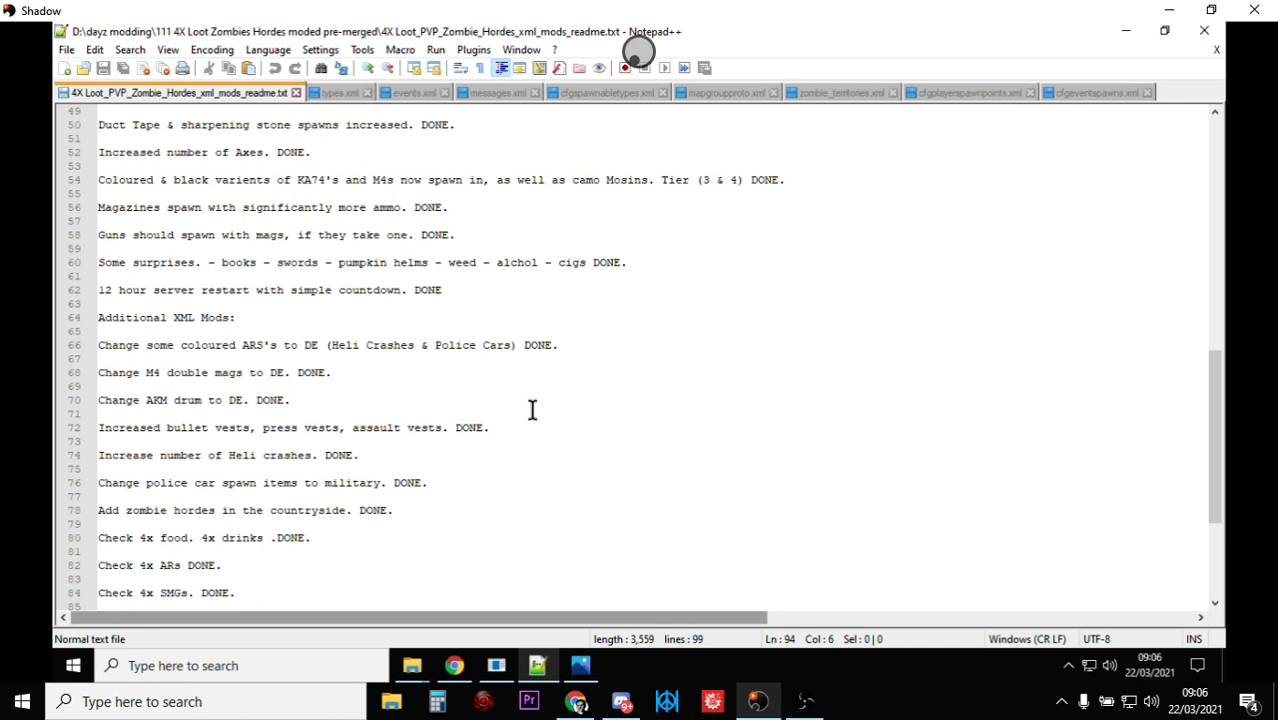 Shadow
D:\dayz modding\111 4X Loot Zombies Hordes moded pre-merged\4X Loot_PVP_Zombie_Hordes_xml_mods_readme.txt - Notepad++
File Edit Search View Encoding Language Settings Tools Macro Run Plugins Window ? X
4X Loot_PVP_Zombie_Hordes_xml_mods_readme.txt types.xml events.xml messages.xml cfgspawnabletypes.xml mapgroupproto.xml zombie_territories.xml cfgplayerspawnpoints.xml cfgeventspawns.xml
49
50 Duct Tape & sharpening stone spawns increased. DONE.
51
52 Increased number of Axes. DONE.
53
54 Coloured & black varients of KA74's and M4s now spawn in, as well as camo Mosins. Tier (3 & 4) DONE.
55
56 Magazines spawn with significantly more ammo. DONE.
57
58 Guns should spawn with mags, if they take one. DONE.
59
60 Some surprises. - books - swords - pumpkin helms - weed - alchol - cigs DONE.
61
62 12 hour server restart with simple countdown. DONE
63
64 Additional XML Mods:
65
66 Change some coloured ARS's to DE (Heli Crashes & Police Cars) DONE.
67
68 Change M4 double mags to DE. DONE.
69
70 Change AKM drum to DE. DONE.
71
72 Increased bullet vests, press vests, assault vests. DONE.
73
74 Increase number of Heli crashes. DONE.
75
76 Change police car spawn items to military. DONE.
77
78 Add zombie hordes in the countryside. DONE.
79
80 Check 4x food. 4x drinks .DONE.
81
82 Check 4x ARs DONE.
83
84 Check 4x SMGs. DONE.
85
Normal text file length : 3,559 lines : 99 Ln : 94 Col : 6 Sel : 0 | 0 Windows (CR LF) UTF-8 INS
Type here to search 09:06
22/03/2021
Type here to search Pr 9+ 09:06
22/03/2021 4